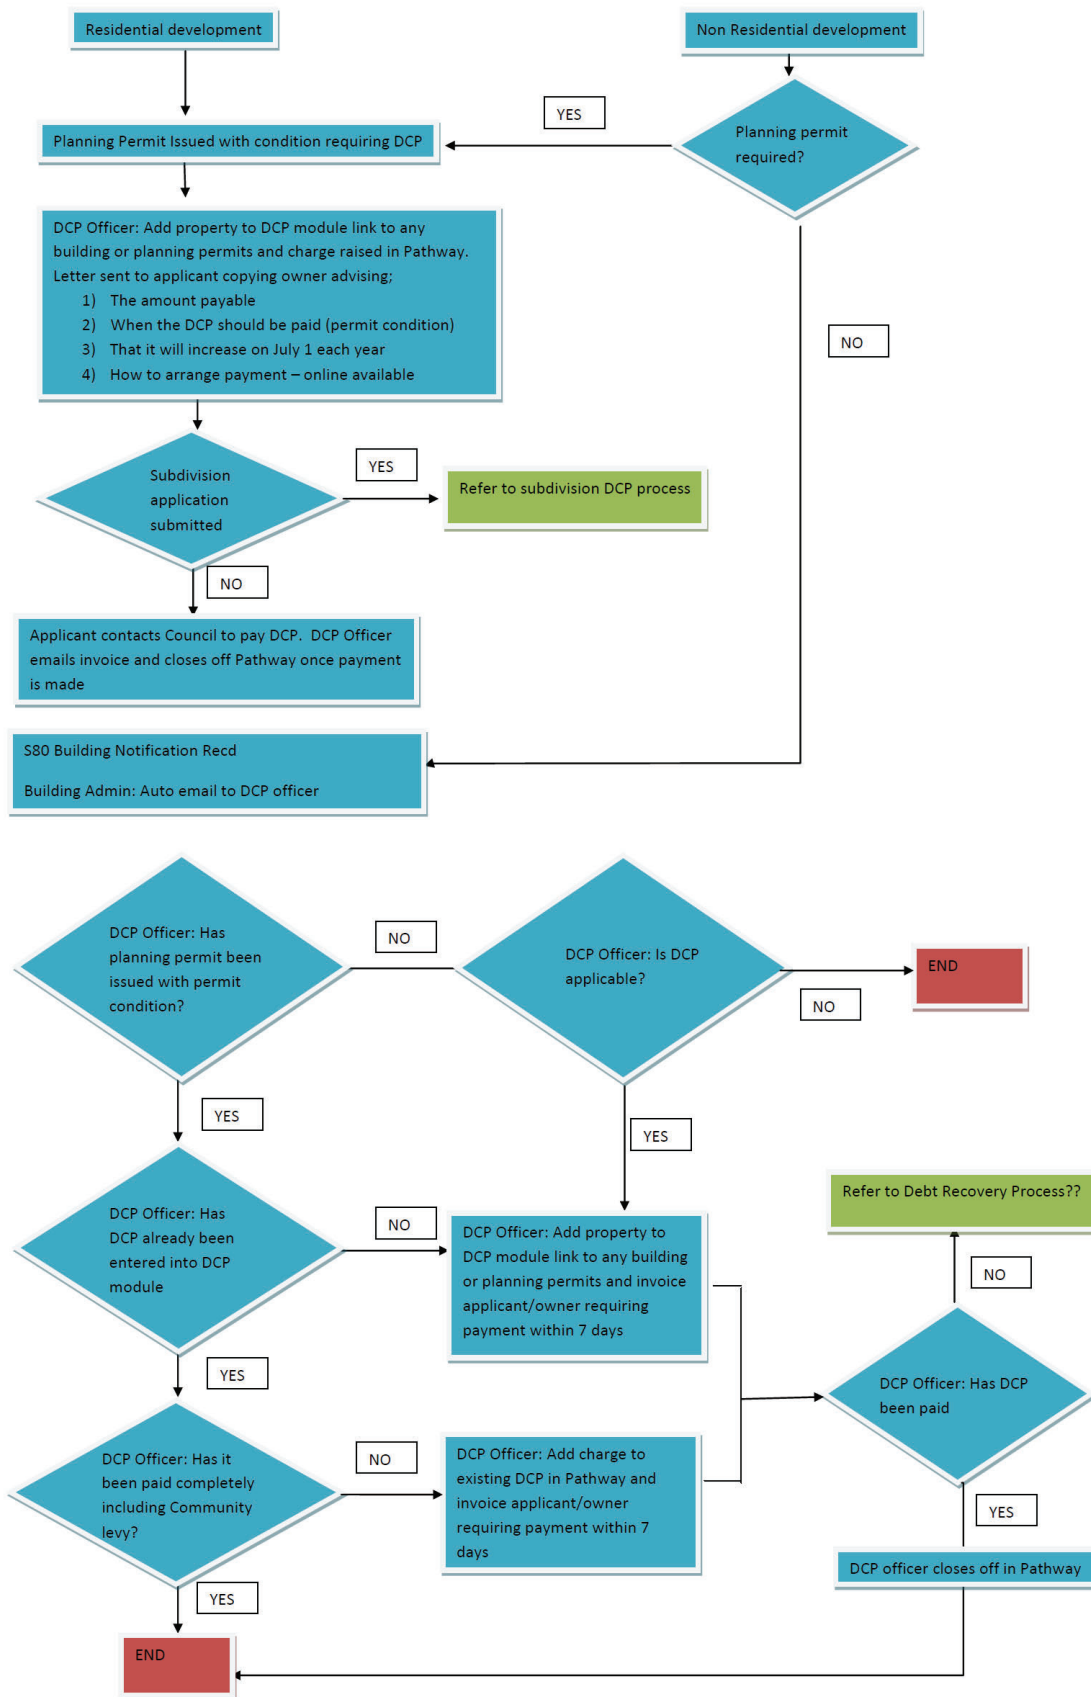 Residential development
Non Residential development
YES
Planning Permit Issued with condition requiring DCP
Planning permit
required?
DCP Officer: Add property to DCP module link to any
building or planning permits and charge raised in Pathway.
Letter sent to applicant copying owner advising;
1) The amount payable
2) When the DCP should be paid (permit condition)
3) That it will increase on July 1 each year
4) How to arrange payment – online available
NO
Subdivision
application
submitted
YES
Refer to subdivision DCP process
NO
Applicant contacts Council to pay DCP. DCP Officer
emails invoice and closes off Pathway once payment
is made
S80 Building Notification Recd
Building Admin: Auto email to DCP officer
DCP Officer: Has
planning permit been
issued with permit
condition?
NO
DCP Officer: Is DCP
applicable?
NO
END
YES
YES
DCP Officer: Has
DCP already been
entered into DCP
module
NO
DCP Officer: Add property to
DCP module link to any building
or planning permits and invoice
applicant/owner requiring
payment within 7 days
Refer to Debt Recovery Process??
NO
YES
DCP Officer: Has DCP
been paid
DCP Officer: Has it
been paid completely
including Community
levy?
NO
DCP Officer: Add charge to
existing DCP in Pathway and
invoice applicant/owner
requiring payment within 7
days
YES
DCP officer closes off in Pathway
YES
END